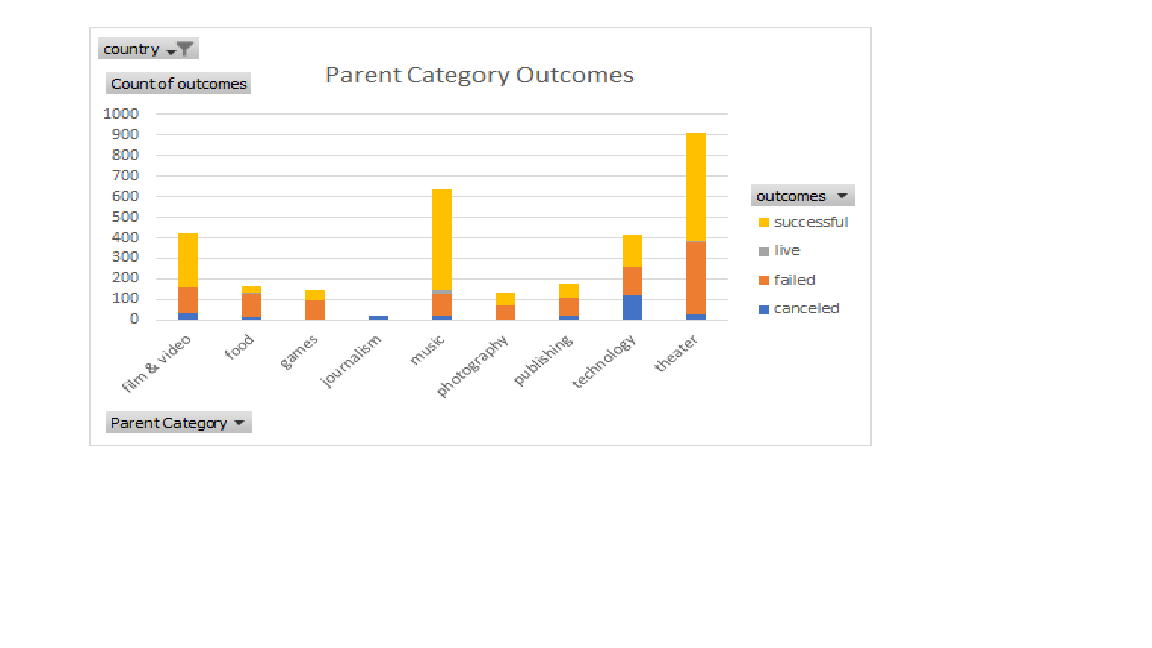 country
Count of outcomes
Parent Category Outcomes
1000
900
800
700
600
500
400
300
200
100
0
film & video
food
games
journalism
music
photography
publishing
technology
theater
outcomes
successful
live
failed
canceled
Parent Category